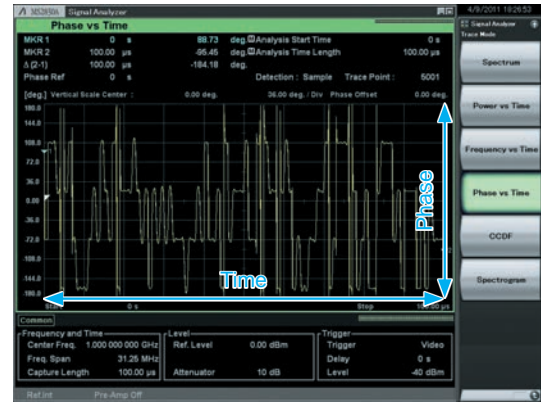 MS2830A Signal Analyzer
4/9/2011 18:26:53
Phase vs Time
Signal Analyzer
Trace Mode
MKR 1 0 s 88.73 deg. Analysis Start Time 0 s
MKR 2 100.00 µs -95.45 deg. Analysis Time Length 100.00 µs
Δ (2-1) 100.00 µs -184.18 deg.
Phase Ref 0 s Detection : Sample Trace Point : 5001
[deg.] Vertical Scale Center : 0.00 deg. 36.00 deg. / Div Phase Offset 0.00 deg.
180.0
144.0
108.0
72.0
36.0
0.00
-36.0
-72.0
-108.0
-144.0
-180.0
Phase
Time
Start 0 s Stop 100.00 µs
Spectrum
Power vs Time
Frequency vs Time
Phase vs Time
CCDF
Spectrogram
Common
Frequency and Time Level Trigger
Center Freq. 1.000 000 000 GHz Ref. Level 0.00 dBm Trigger Video
Freq. Span 31.25 MHz Delay 0 s
Capture Length 100.00 µs Attenuator 10 dB Level -40 dBm
Ref.Int Pre-Amp Off